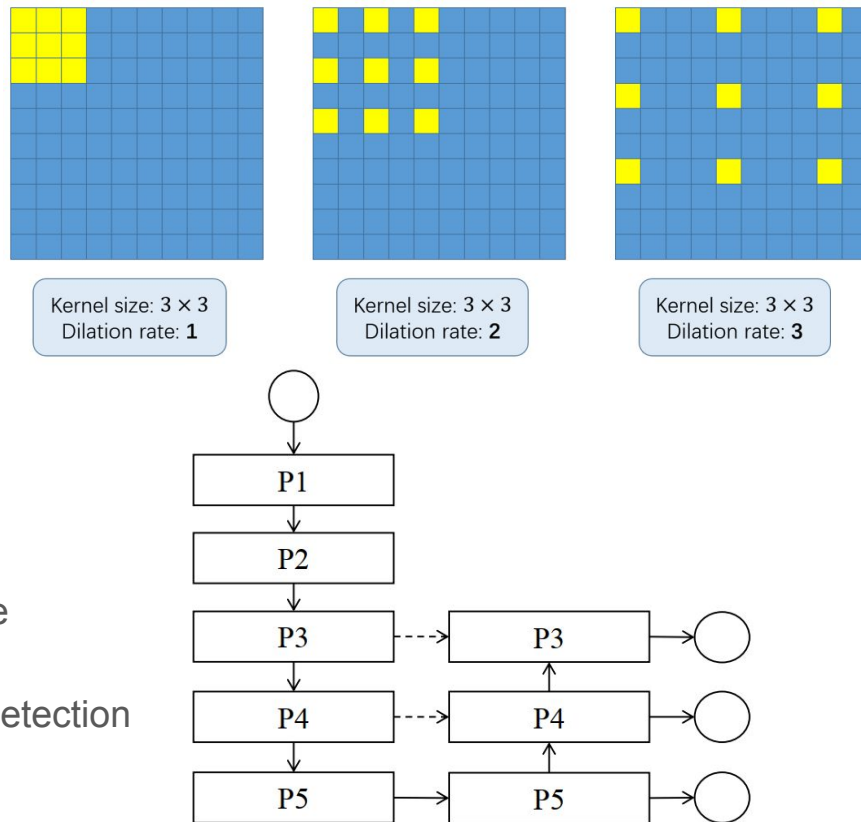 Kernel size: 3 × 3
Dilation rate: 1
Kernel size: 3 × 3
Dilation rate: 2
Kernel size: 3 × 3
Dilation rate: 3
P1
P2
P3
P3
P4
P4
P5
P5
etection